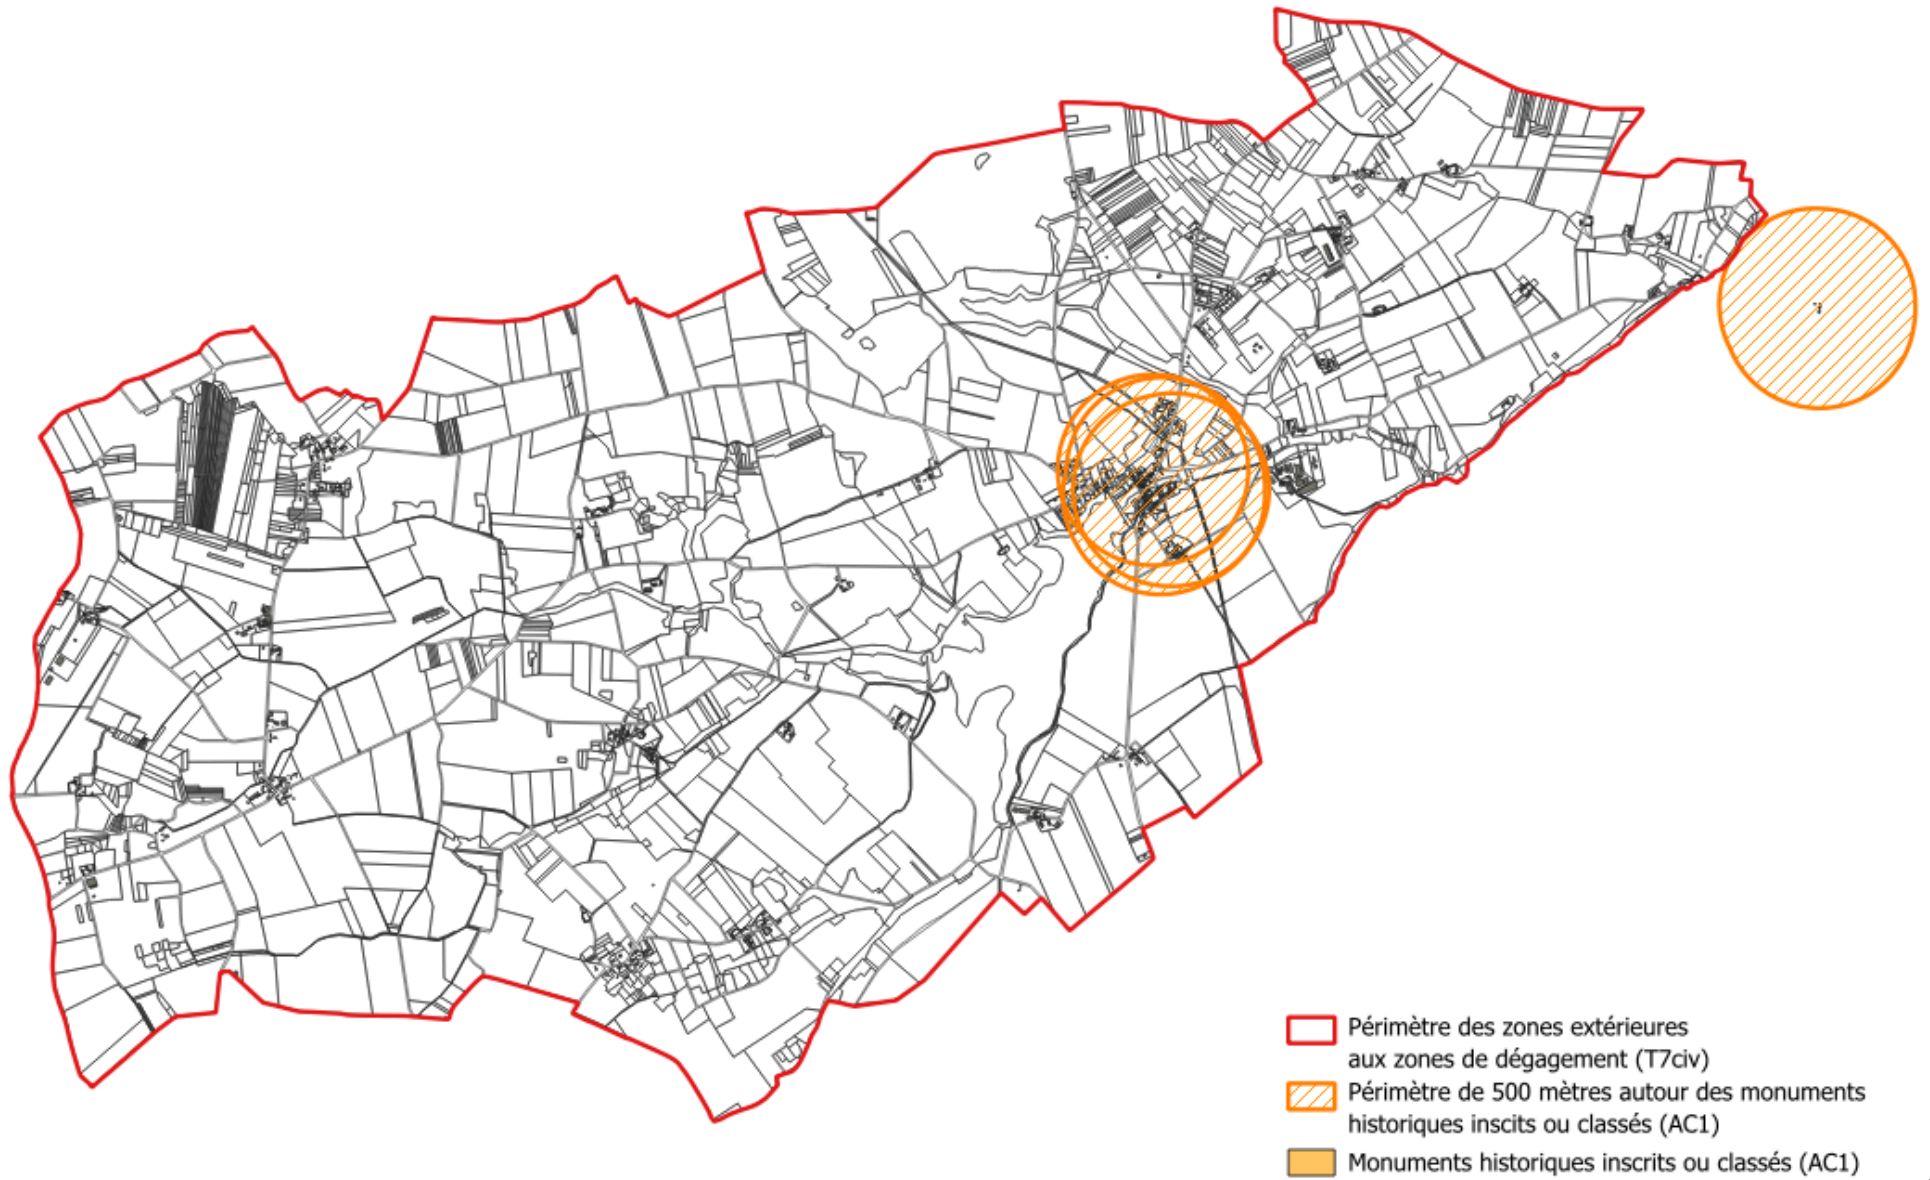 Périmètre des zones extérieures
aux zones de dégagement (T7civ)
Périmètre de 500 mètres autour des monuments
historiques inscits ou classés (AC1)
Monuments historiques inscrits ou classés (AC1)